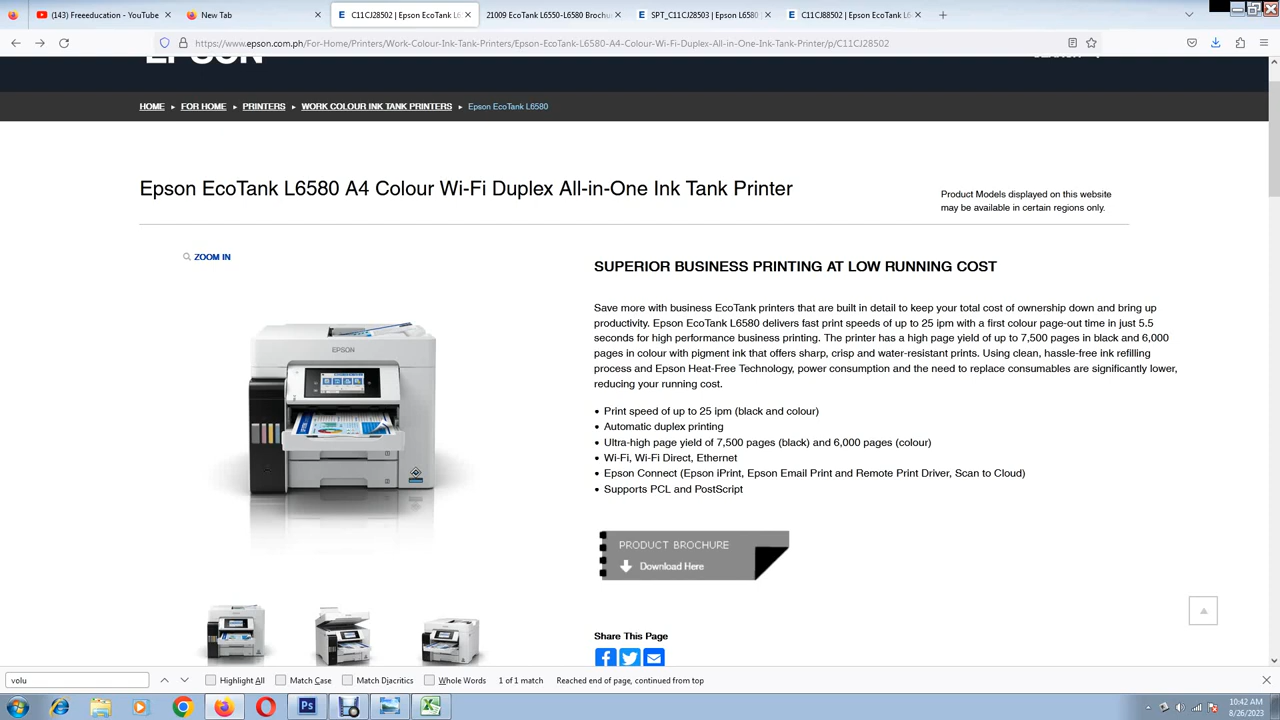 (143) Freeeducation - YouTube
New Tab
C11CJ28502 | Epson EcoTank L6
21009 EcoTank L6580 Brochu
SPT_C11CJ28503 | Epson L6580
C11CJ88502 | Epson EcoTank L6
https://www.epson.com.ph/For-Home/Printers/Work-Colour-Ink-Tank-Printers/Epson-EcoTank-L6580-A4-Colour-Wi-Fi-Duplex-All-in-One-Ink-Tank-Printer/p/C11CJ28502
EPSON
HOME ▸ FOR HOME ▸ PRINTERS ▸ WORK COLOUR INK TANK PRINTERS ▸ Epson EcoTank L6580
Epson EcoTank L6580 A4 Colour Wi-Fi Duplex All-in-One Ink Tank Printer
Product Models displayed on this website
may be available in certain regions only.
ZOOM IN
EPSON
SUPERIOR BUSINESS PRINTING AT LOW RUNNING COST
Save more with business EcoTank printers that are built in detail to keep your total cost of ownership down and bring up
productivity. Epson EcoTank L6580 delivers fast print speeds of up to 25 ipm with a first colour page-out time in just 5.5
seconds for high performance business printing. The printer has a high page yield of up to 7,500 pages in black and 6,000
pages in colour with pigment ink that offers sharp, crisp and water-resistant prints. Using clean, hassle-free ink refilling
process and Epson Heat-Free Technology, power consumption and the need to replace consumables are significantly lower,
reducing your running cost.
• Print speed of up to 25 ipm (black and colour)
• Automatic duplex printing
• Ultra-high page yield of 7,500 pages (black) and 6,000 pages (colour)
• Wi-Fi, Wi-Fi Direct, Ethernet
• Epson Connect (Epson iPrint, Epson Email Print and Remote Print Driver, Scan to Cloud)
• Supports PCL and PostScript
PRODUCT BROCHURE
Download Here
Share This Page
volu
Highlight All
Match Case
Match Diacritics
Whole Words
1 of 1 match
Reached end of page, continued from top
10:42 AM
8/26/2023